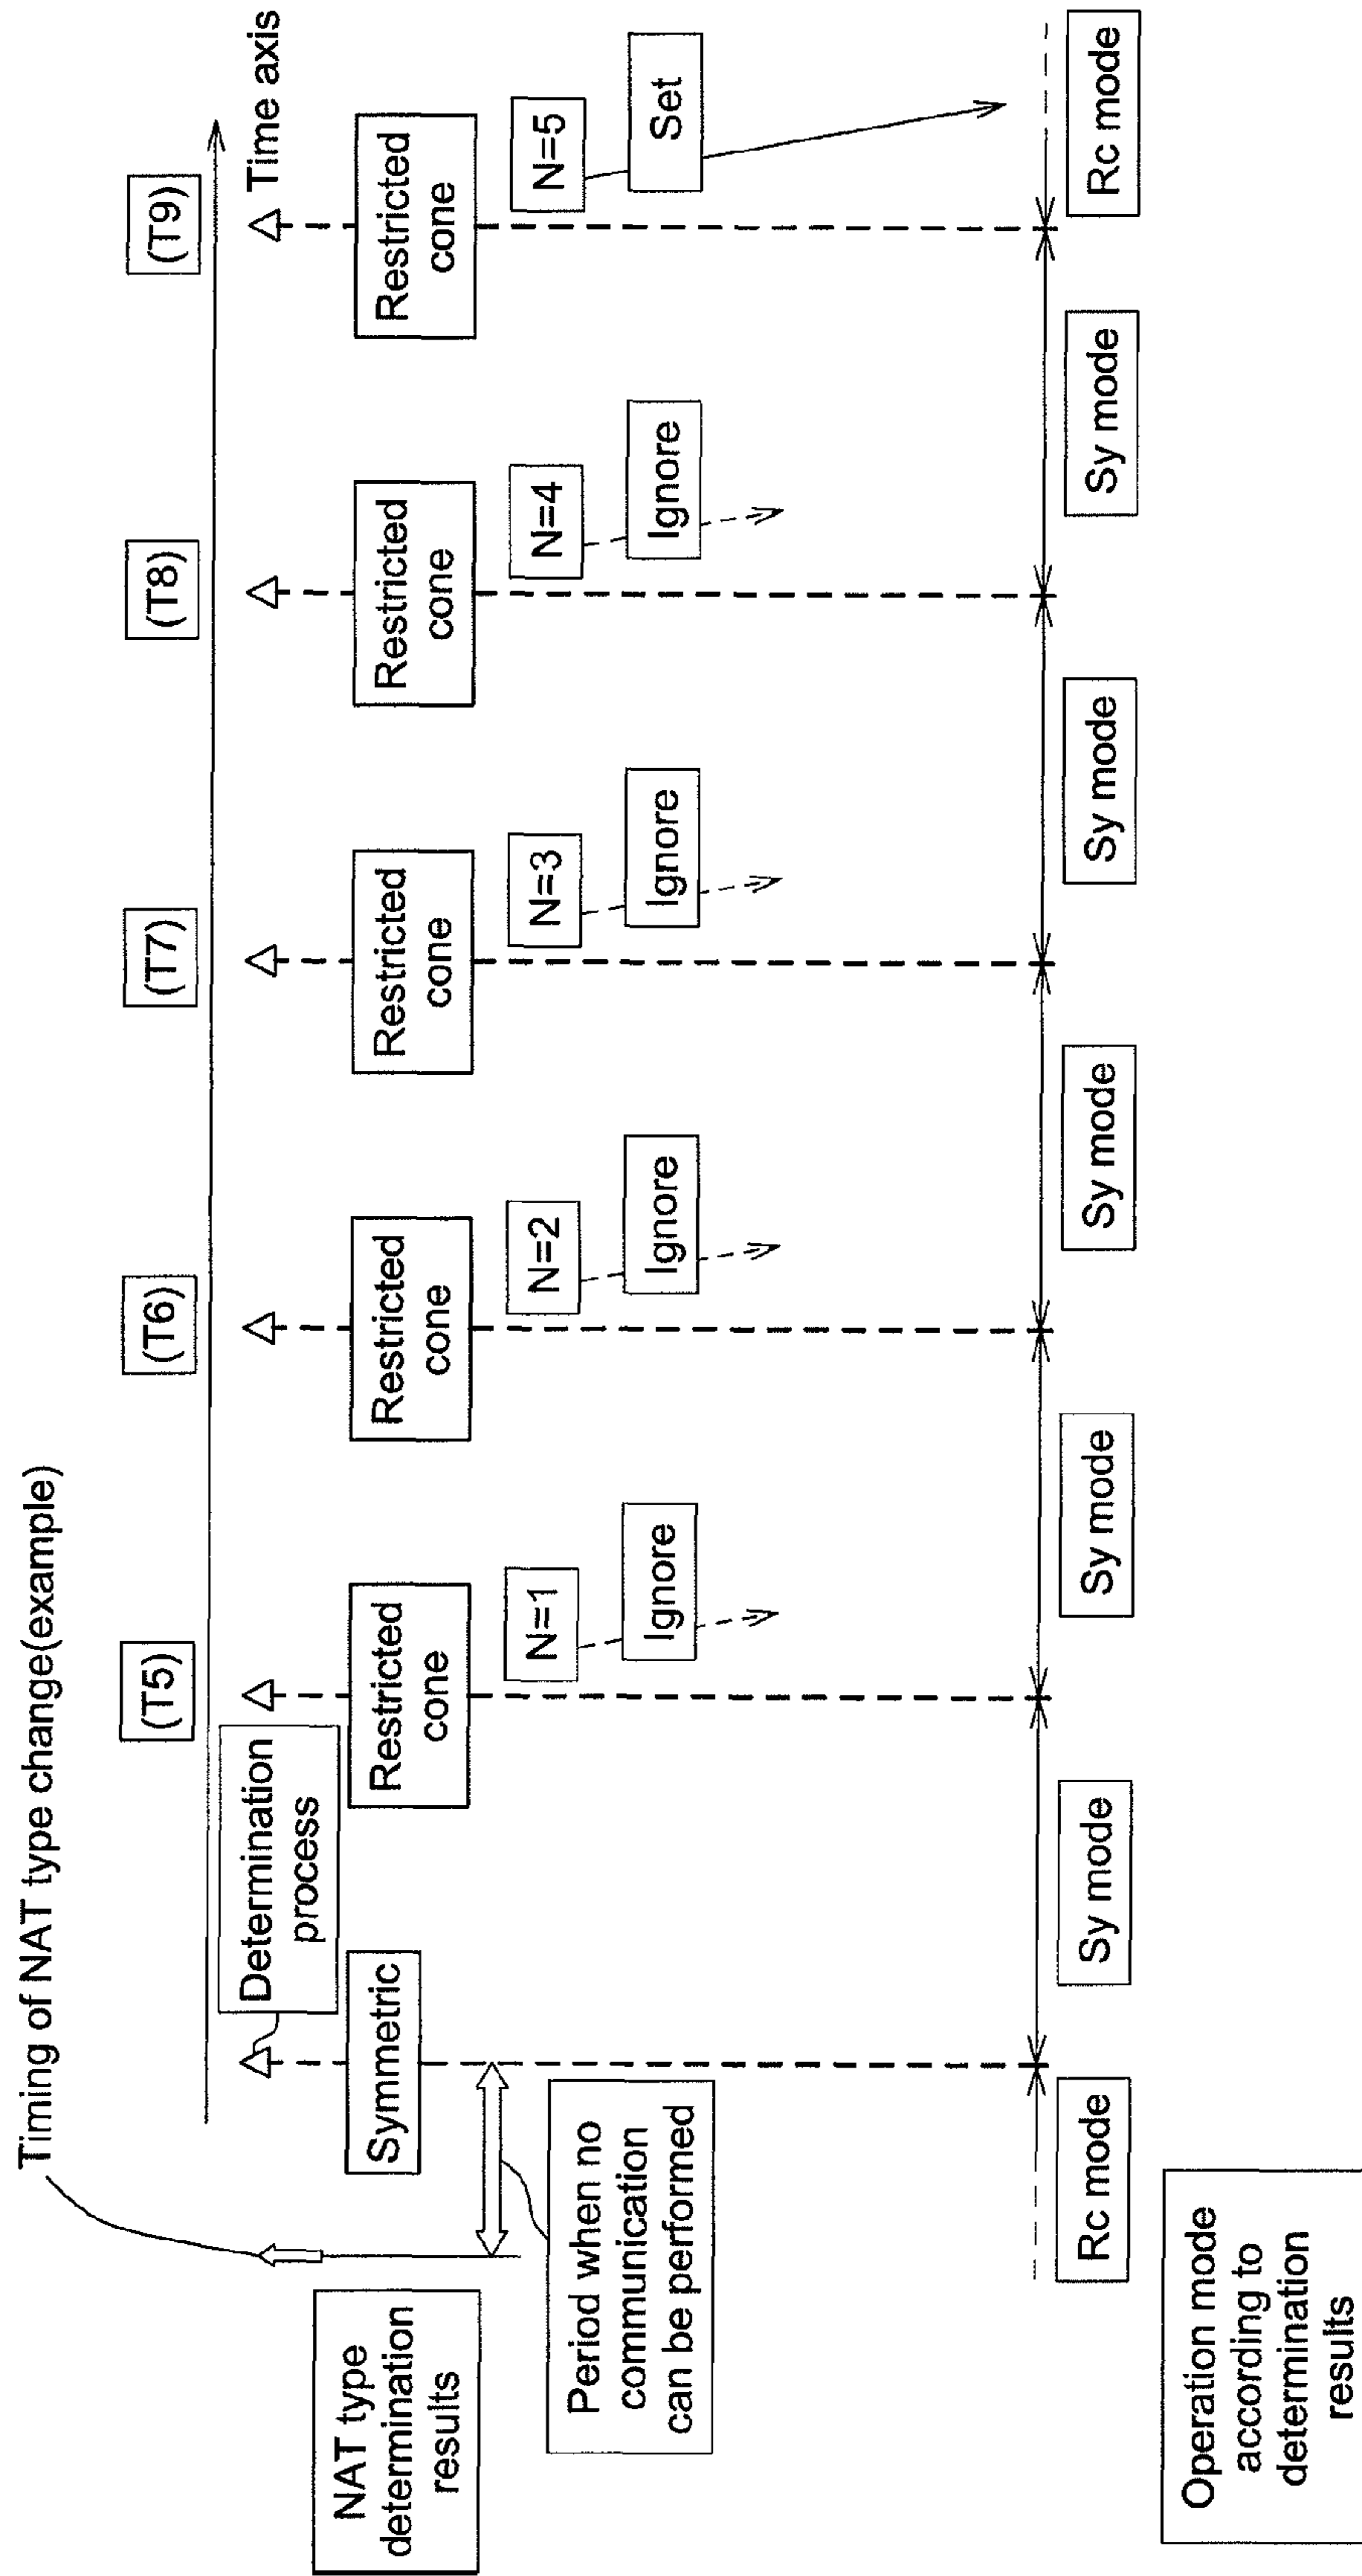 Timing of NAT type change(example)
(T5)
(T6)
(T7)
(T8)
(T9)
Time axis
Determination
process
NAT type
determination
results
Symmetric
Restricted
cone
Restricted
cone
Restricted
cone
Restricted
cone
Restricted
cone
N=1
N=2
N=3
N=4
N=5
Period when no
communication
can be performed
Ignore
Ignore
Ignore
Ignore
Set
Rc mode
Sy mode
Sy mode
Sy mode
Sy mode
Sy mode
Rc mode
Operation mode
according to
determination
results